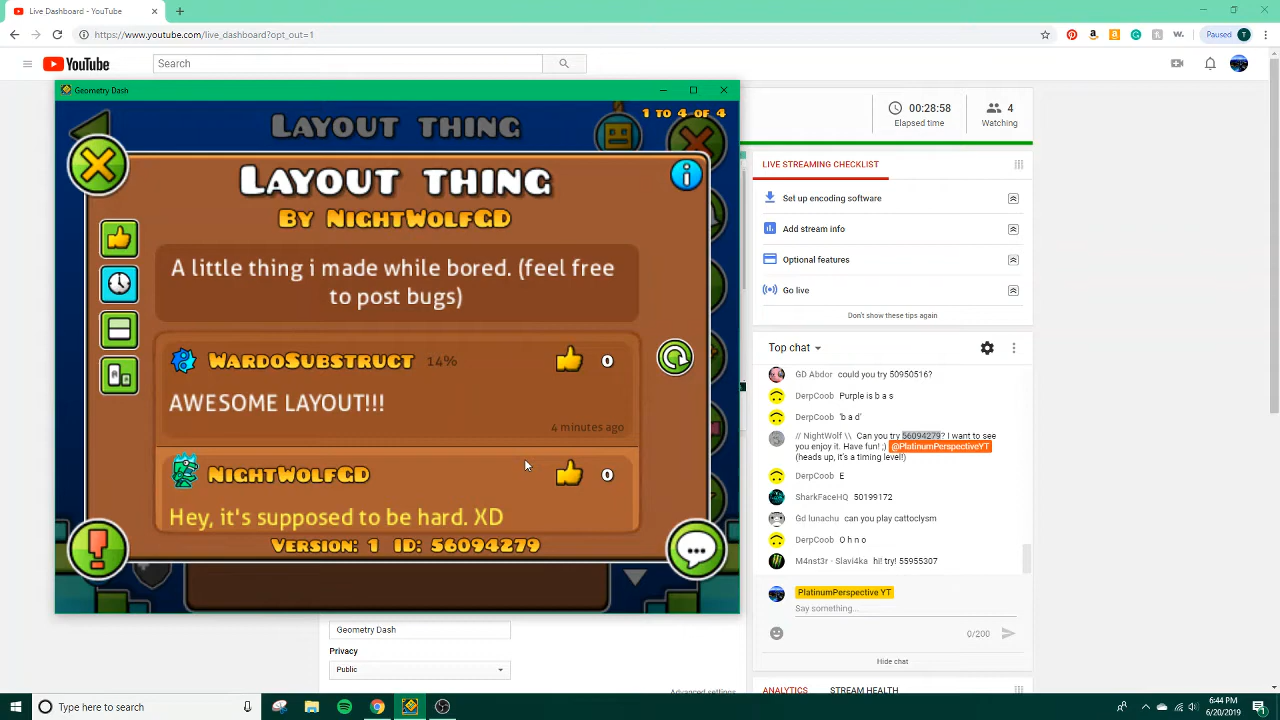 Live Dashboard - YouTube
https://www.youtube.com/live_dashboard?opt_out=1
Paused
T
YouTube
Search
Geometry Dash
1 to 4 of 4
Layout thing
Layout thing
By NightWolfGD
A little thing i made while bored. (feel free
to post bugs)
WardoSubstruct 14% 0
AWESOME LAYOUT!!!
4 minutes ago
NightWolfGD 0
Hey, it's supposed to be hard. XD
Version: 1 ID: 56094279
Geometry Dash
Privacy
Public
Advanced settings
00:28:58
Elapsed time
4
Watching
LIVE STREAMING CHECKLIST
Set up encoding software
Add stream info
Optional features
Go live
Don't show these tips again
Top chat
GD Abdor could you try 50950516?
DerpCoob Purple is b a s
DerpCoob 'b a d'
// NightWolf \\ Can you try 56094279? I want to see
you enjoy it. Have fun! ;) @PlatinumPerspectiveYT
(heads up, it's a timing level!)
DerpCoob E
SharkFaceHQ 50199172
Gd lunachu can you play cattoclysm
DerpCoob O h n o
M4nst3r - Slavi4ka hi! try! 55955307
PlatinumPerspective YT
Say something...
0/200
Hide chat
ANALYTICS STREAM HEALTH
Type here to search
6:44 PM
6/20/2019
1